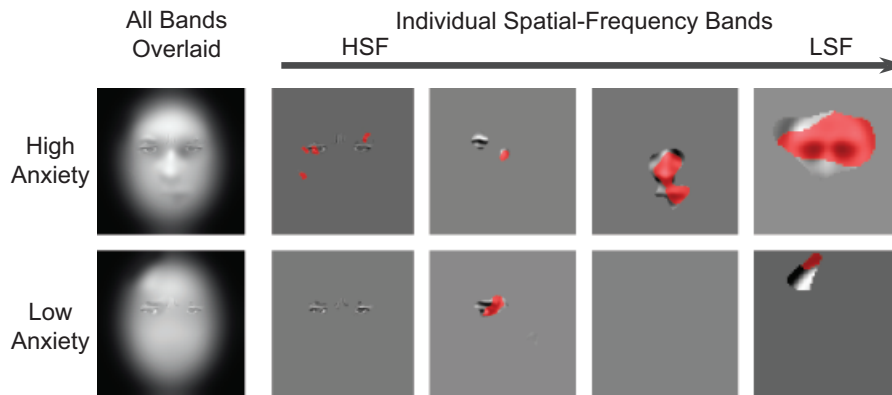 All Bands
Overlaid
Individual Spatial-Frequency Bands
HSF
LSF
High
Anxiety
Low
Anxiety